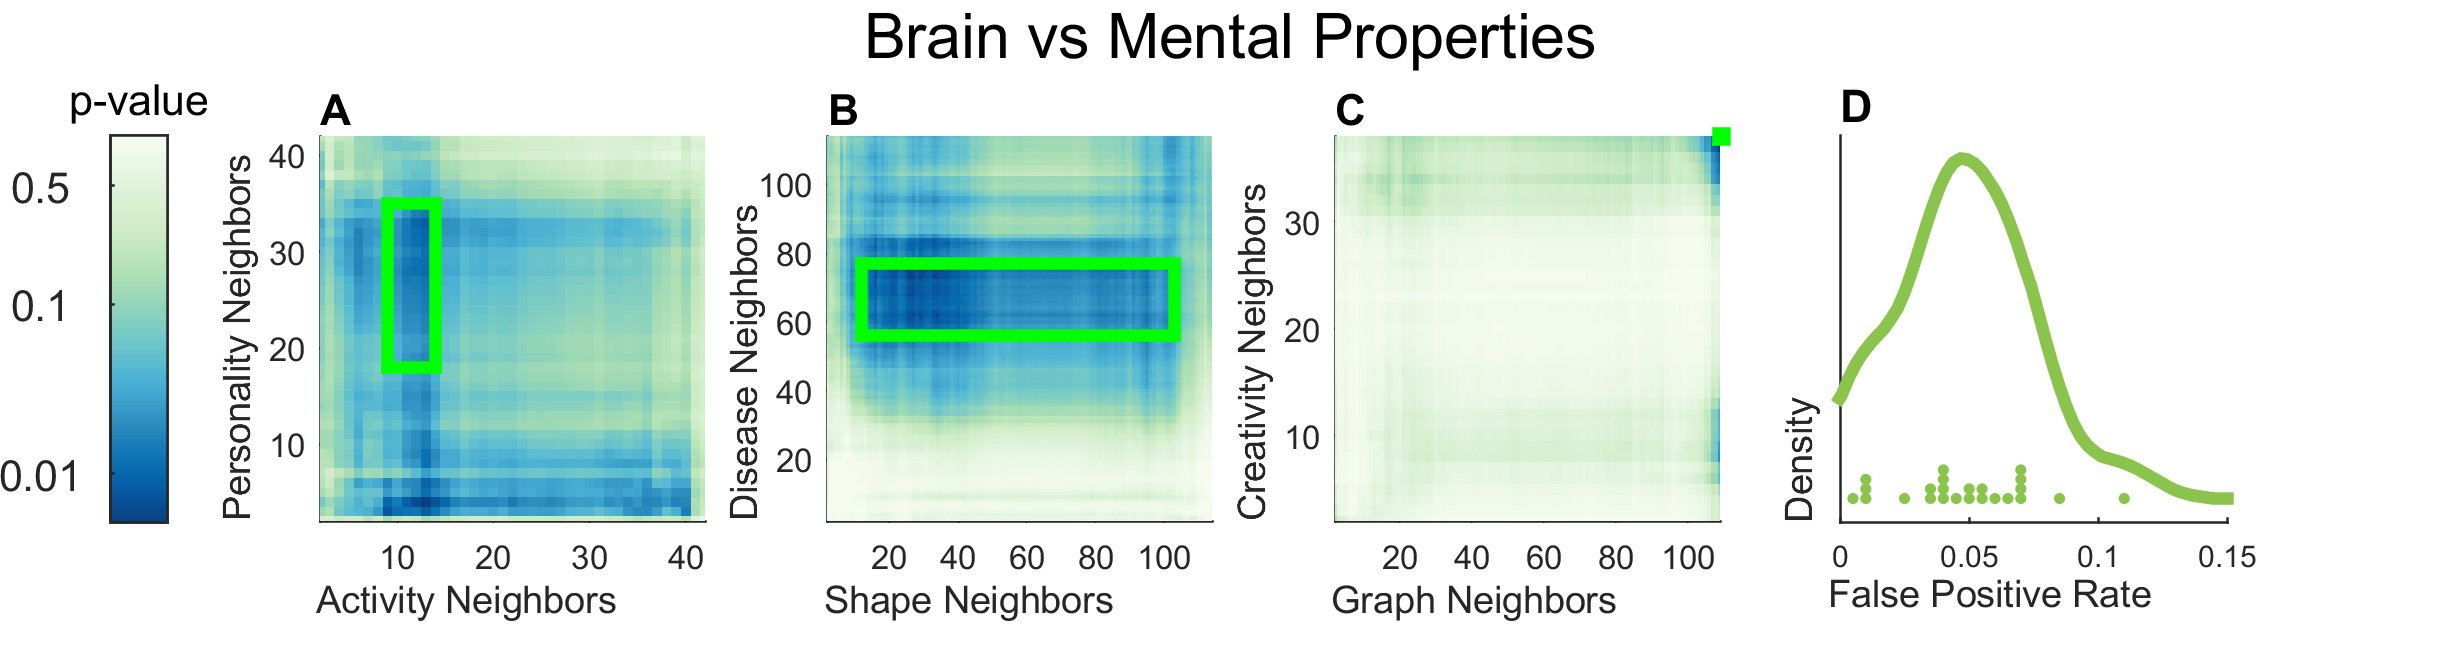 Brain vs Mental Properties
p-value
0.5
0.1
0.01
A
Personality Neighbors
40
30
20
10
10 20 30 40
Activity Neighbors
B
Disease Neighbors
100
80
60
40
20
20 40 60 80 100
Shape Neighbors
C
Creativity Neighbors
30
20
10
20 40 60 80 100
Graph Neighbors
D
Density
0 0.05 0.1 0.15
False Positive Rate